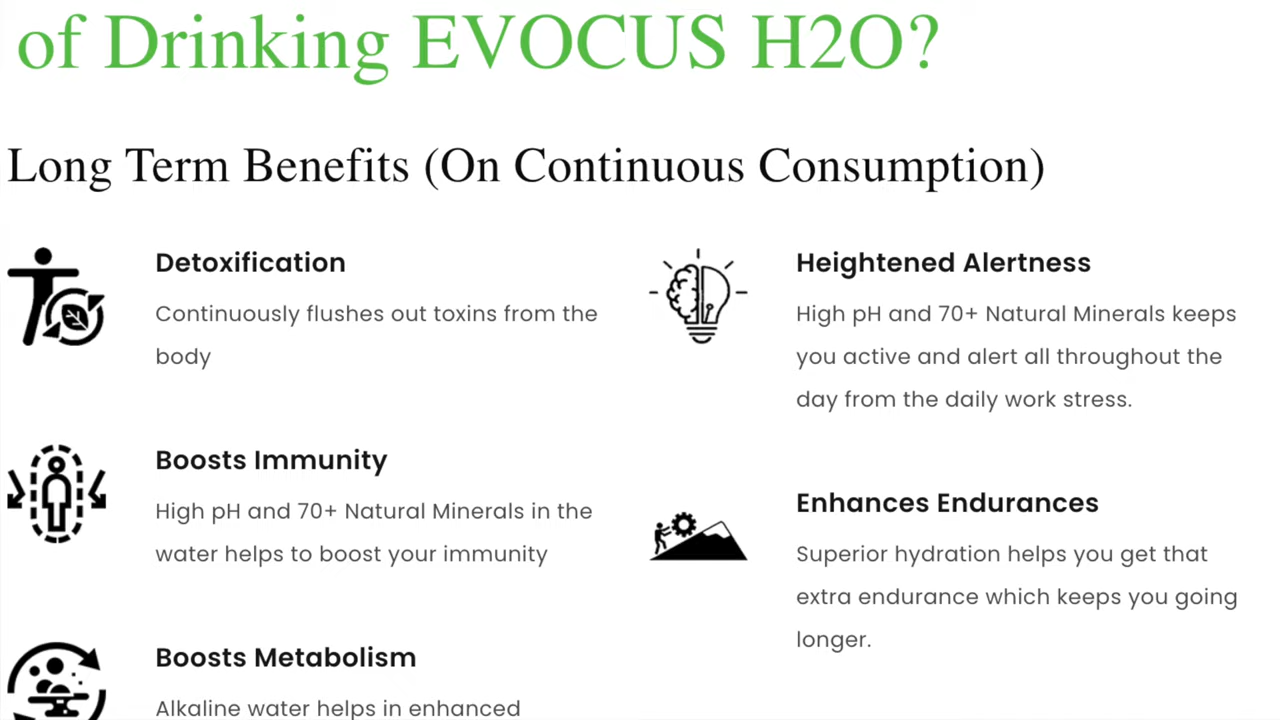 of Drinking EVOCUS H2O?
Long Term Benefits (On Continuous Consumption)
Detoxification
Continuously flushes out toxins from the
body
Boosts Immunity
High pH and 70+ Natural Minerals in the
water helps to boost your immunity
Boosts Metabolism
Alkaline water helps in enhanced
Heightened Alertness
High pH and 70+ Natural Minerals keeps
you active and alert all throughout the
day from the daily work stress.
Enhances Endurances
Superior hydration helps you get that
extra endurance which keeps you going
longer.